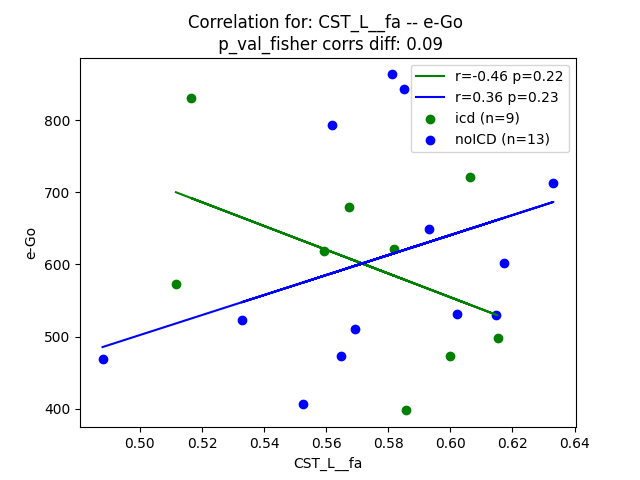 Correlation for: CST_L__fa -- e-Go
p_val_fisher corrs diff: 0.09
r=-0.46 p=0.22
r=0.36 p=0.23
icd (n=9)
noICD (n=13)
800
700
600
500
400
e-Go
0.50 0.52 0.54 0.56 0.58 0.60 0.62 0.64
CST_L__fa